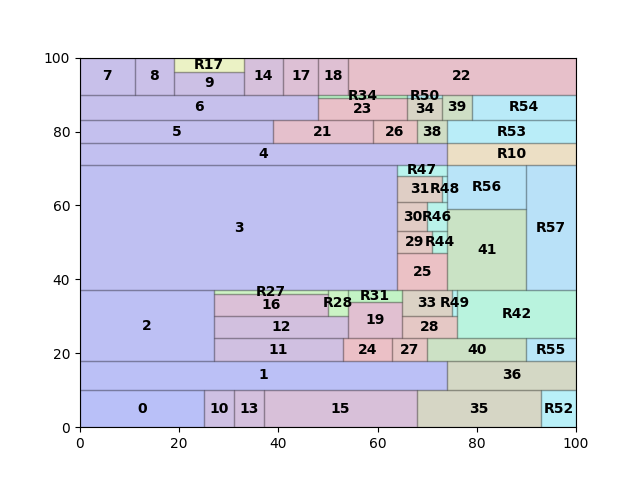 100
7 8 R17 9 14 17 18 22
R34 R50
6 23 34 39 R54
80
5 21 26 38 R53
4 R10
R47
31 R48 R56
60
30 R46
3 R57
29 R44 41
25
40
R27 R31
2 16 R28 33 R49 R42
12 19 28
11 24 27 40 R55
20
1 36
0 10 13 15 35 R52
0
0 20 40 60 80 100